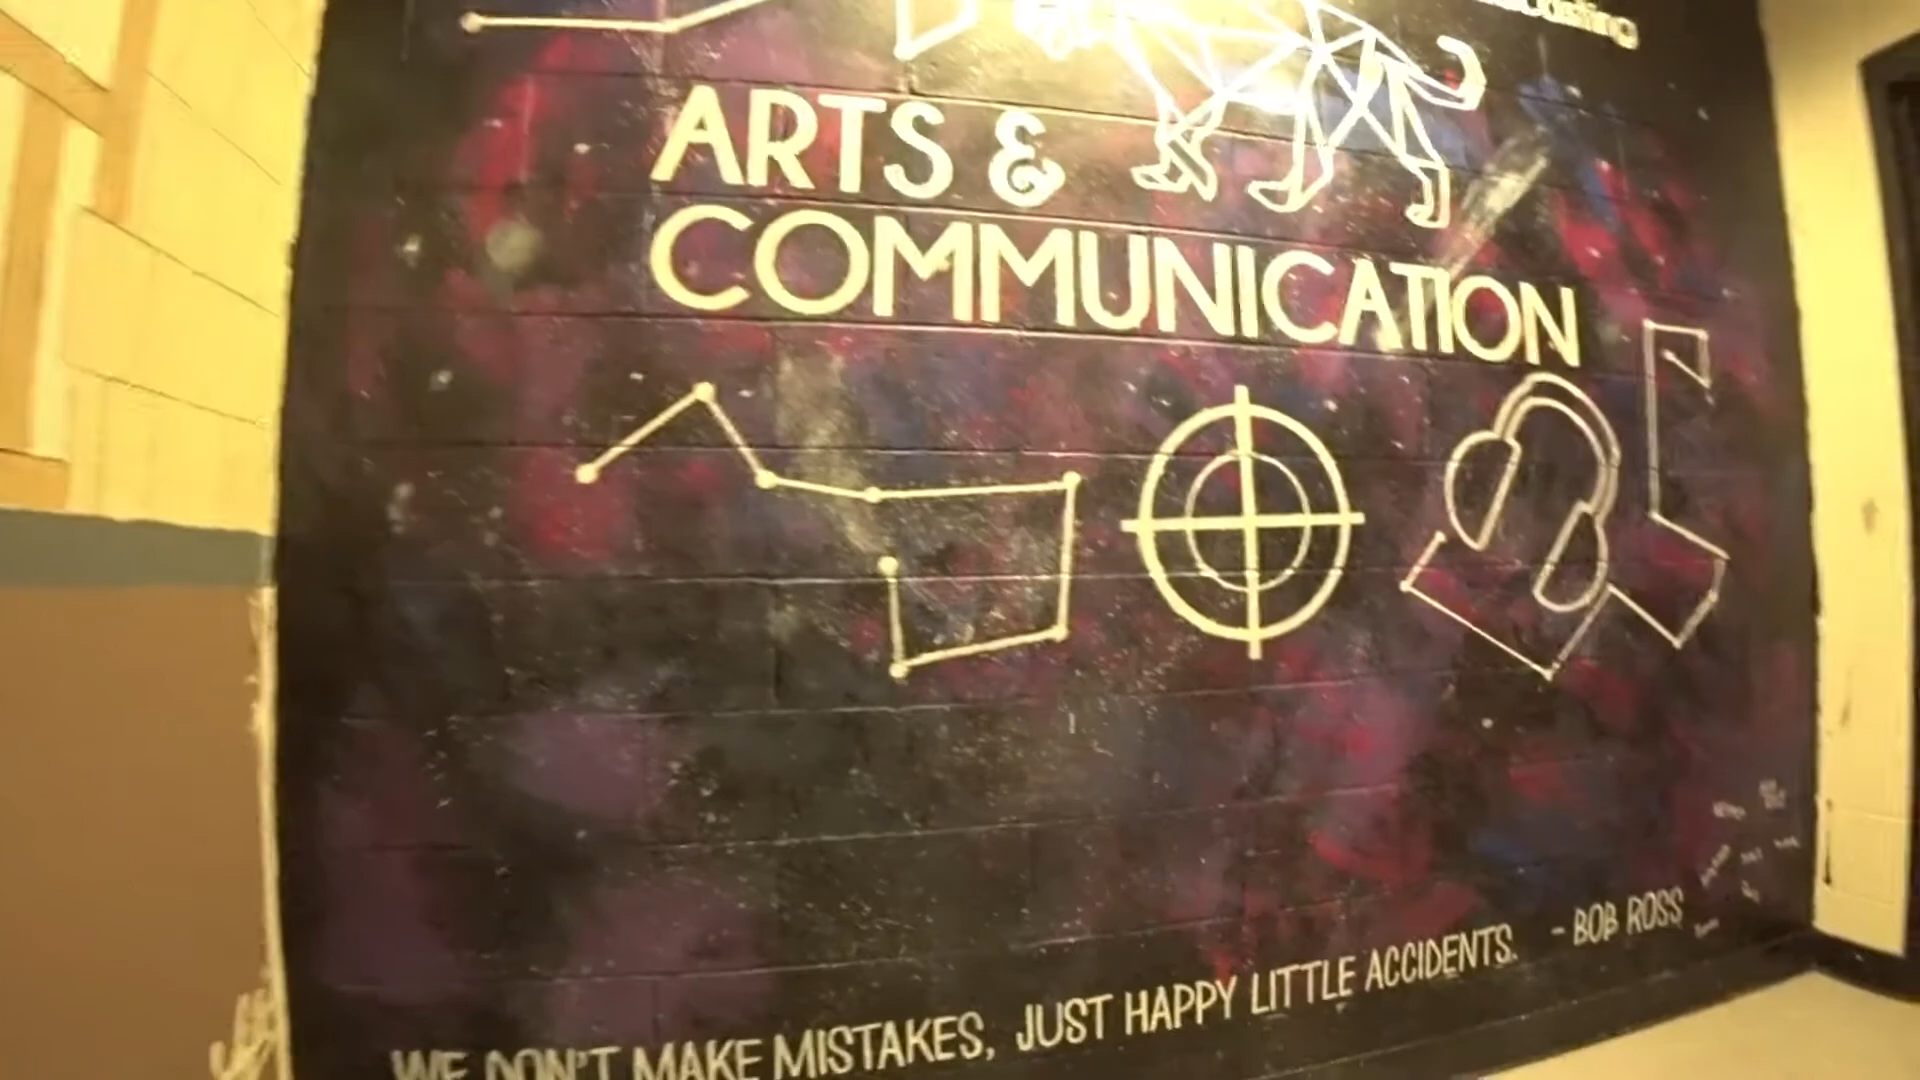 ARTS &
COMMUNICATION
WE DON'T MAKE MISTAKES, JUST HAPPY LITTLE ACCIDENTS. - BOB ROSS